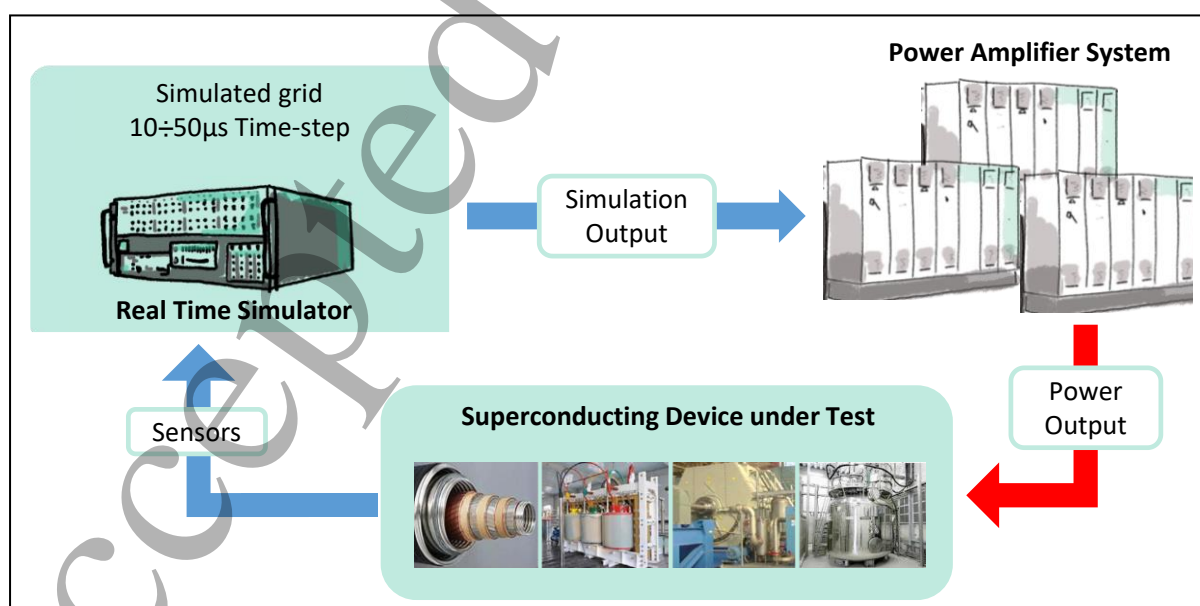 Power Amplifier System
Simulated grid
10÷50µs Time-step
Simulation
Output
Real Time Simulator
Power
Output
Sensors
Superconducting Device under Test
ccepted